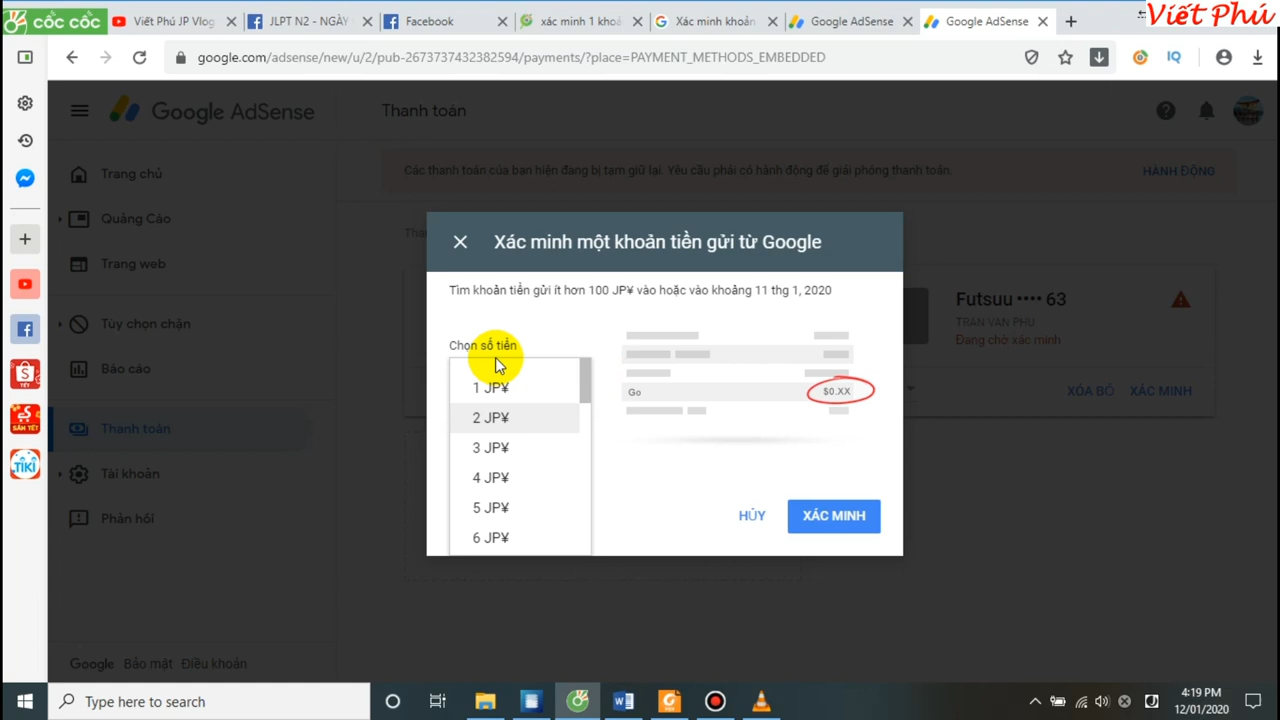 Viết Phú
CỐC CỐC
Viết Phú JP Vlog
JLPT N2 - NGÀY
Facebook
xác minh 1 khoả
Xác minh khoản
Google AdSense
Google AdSense
google.com/adsense/new/u/2/pub-2673737432382594/payments/?place=PAYMENT_METHODS_EMBEDDED
IQ
Google AdSense
Thanh toán
Trang chủ
Quảng Cáo
Trang web
Tùy chọn chặn
Báo cáo
Thanh toán
Tài khoản
Phản hồi
Google Bảo mật Điều khoản
Các thanh toán của bạn hiện đang bị tạm giữ lại. Yêu cầu phải có hành động để giải phóng thanh toán.
HÀNH ĐỘNG
Xác minh một khoản tiền gửi từ Google
Tìm khoản tiền gửi ít hơn 100 JP¥ vào hoặc vào khoảng 11 thg 1, 2020
Chọn số tiền
1 JP¥
2 JP¥
3 JP¥
4 JP¥
5 JP¥
6 JP¥
Go
$0.XX
HỦY
XÁC MINH
Futsuu •••• 63
TRAN VAN PHU
Đang chờ xác minh
XÓA BỎ
XÁC MINH
TIKI
Type here to search
4:19 PM
12/01/2020